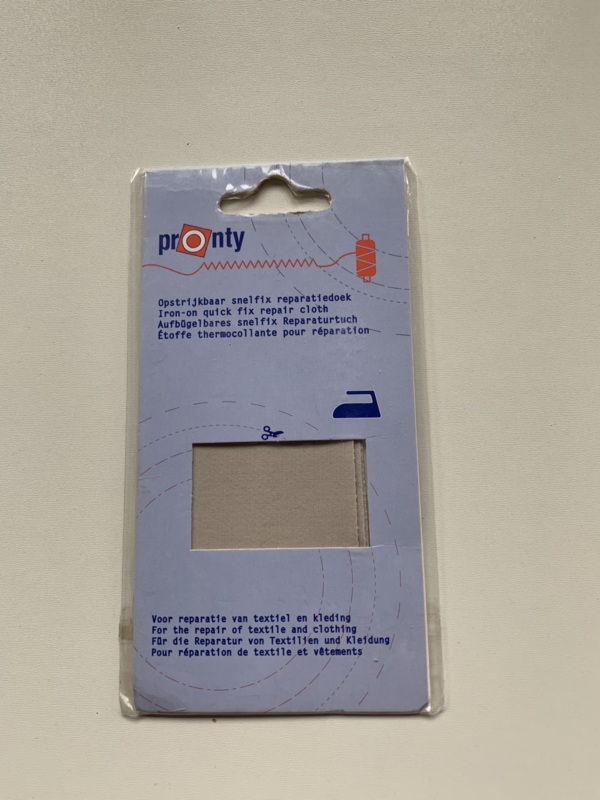 pronty
Opstrijkbaar snelfix reparatiedoek
Iron-on quick fix repair cloth
Aufbügelbares snelfix Reparaturtuch
Étoffe thermocollante pour réparation
Voor reparatie van textiel en kleding
For the repair of textile and clothing
Für die Reparatur von Textilien und Kleidung
Pour réparation de textile et vêtements